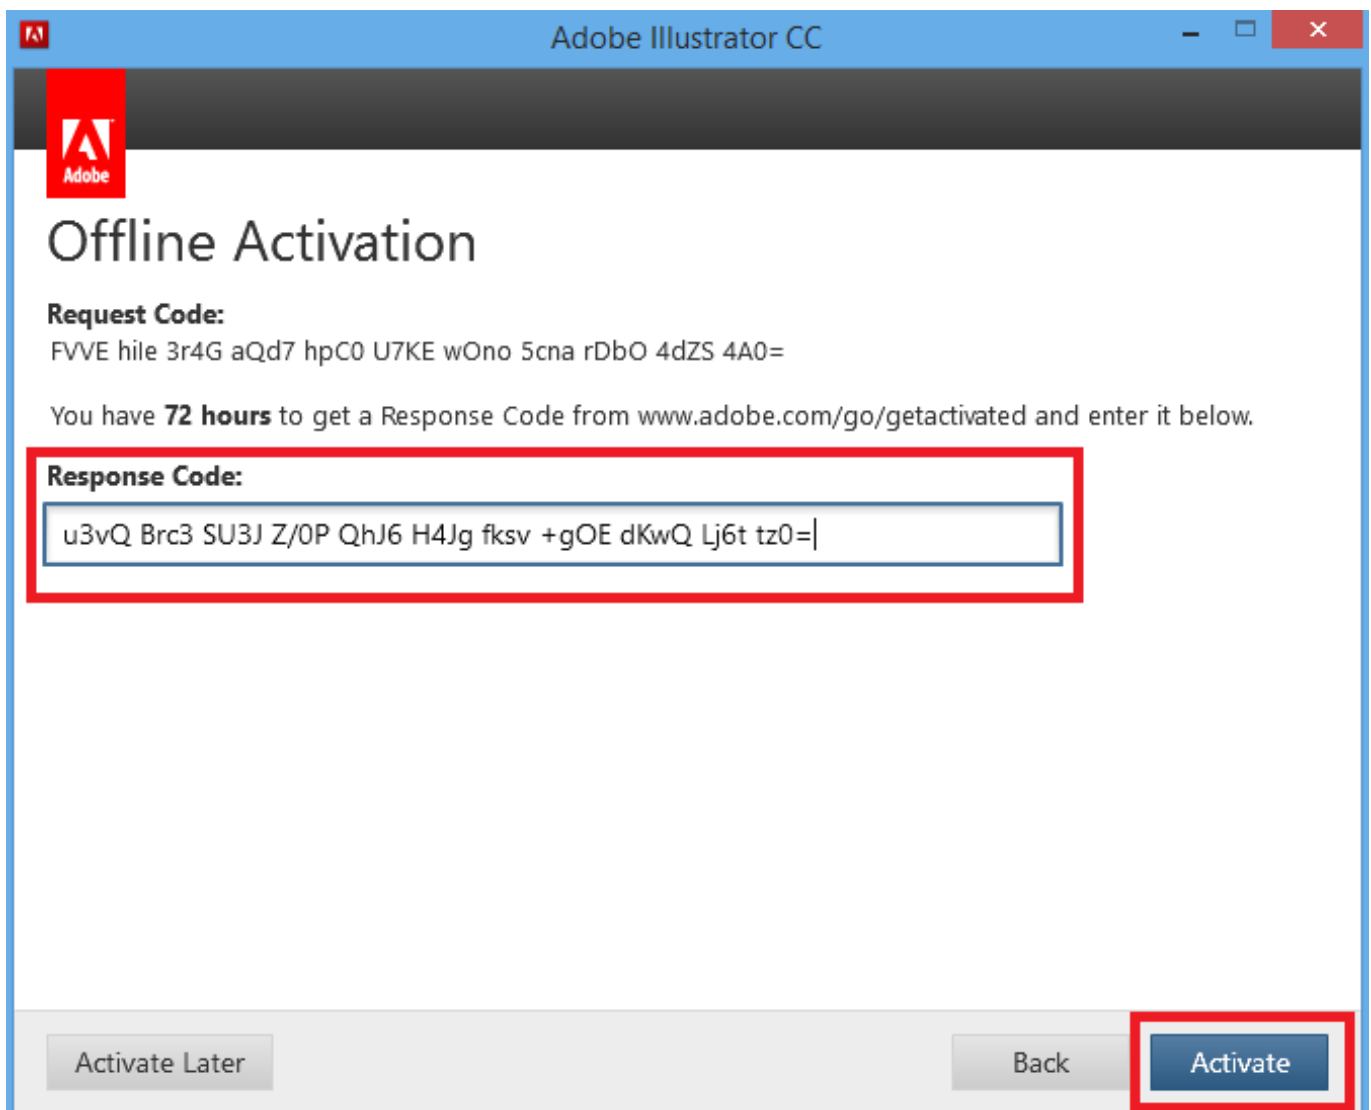 Adobe Illustrator CC
Adobe
Offline Activation
Request Code:
FVVE hiIe 3r4G aQd7 hpC0 U7KE wOno 5cna rDbO 4dZS 4A0=
You have 72 hours to get a Response Code from www.adobe.com/go/getactivated and enter it below.
Response Code:
u3vQ Brc3 SU3J Z/0P QhJ6 H4Jg fksv +gOE dKwQ Lj6t tz0=
Activate Later
Back
Activate